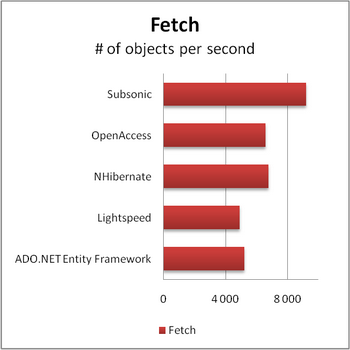 Fetch
# of objects per second
Subsonic
OpenAccess
NHibernate
Lightspeed
ADO.NET Entity Framework
0 4 000 8 000
Fetch